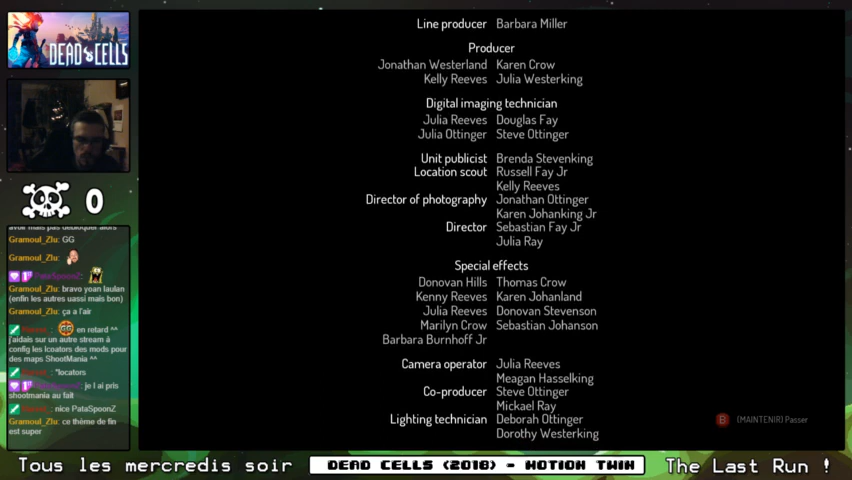 DEAD CELLS
0
avue mais pas debloquer alors
Gramoul_Zlu: GG
Gramoul_Zlu:
PataSpoonZ:
Gramoul_Zlu: bravo yoan laulan
(enfin les autres uassi mais bon)
Gramoul_Zlu: ça a l'air
: en retard ^^
j'aidais sur un autre stream à
config les lcoators des mods pour
des maps ShootMania ^^
: *locators
PataSpoonZ: je l ai pris
shootmania au fait
: nice PataSpoonZ
Gramoul_Zlu: ce thème de fin
est super
Line producer Barbara Miller
Producer
Jonathan Westerland Karen Crow
Kelly Reeves Julia Westerking
Digital imaging technician
Julia Reeves Douglas Fay
Julia Ottinger Steve Ottinger
Unit publicist Brenda Stevenking
Location scout Russell Fay Jr
Kelly Reeves
Director of photography Jonathan Ottinger
Karen Johanking Jr
Director Sebastian Fay Jr
Julia Ray
Special effects
Donovan Hills Thomas Crow
Kenny Reeves Karen Johanland
Julia Reeves Donovan Stevenson
Marilyn Crow Sebastian Johanson
Barbara Burnhoff Jr
Camera operator Julia Reeves
Meagan Hasselking
Co-producer Steve Ottinger
Mickael Ray
Lighting technician Deborah Ottinger
Dorothy Westerking
B (MAINTENIR) Passer
Tous les mercredis soir
DEAD CELLS (2018) - MOTION TWIN
The Last Run !